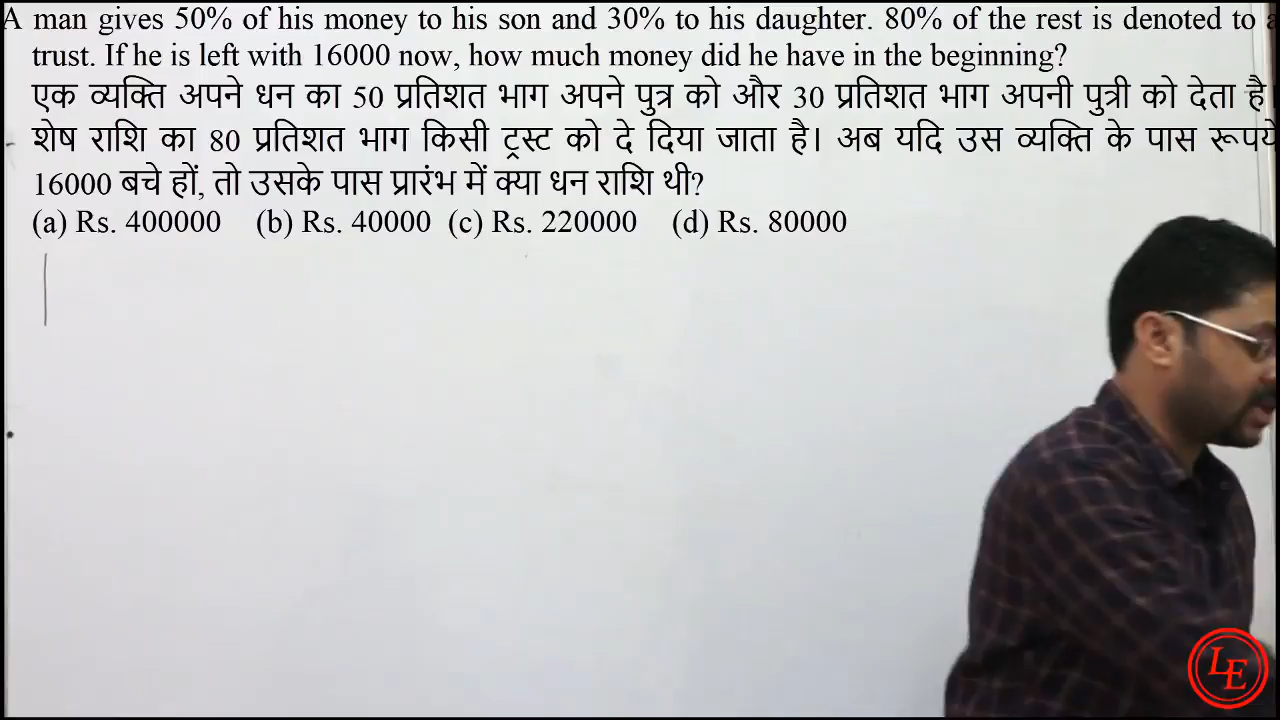 A man gives 50% of his money to his son and 30% to his daughter. 80% of the rest is denoted to a
trust. If he is left with 16000 now, how much money did he have in the beginning?
एक व्यक्ति अपने धन का 50 प्रतिशत भाग अपने पुत्र को और 30 प्रतिशत भाग अपनी पुत्री को देता है
शेष राशि का 80 प्रतिशत भाग किसी ट्रस्ट को दे दिया जाता है। अब यदि उस व्यक्ति के पास रूपये
16000 बचे हों, तो उसके पास प्रारंभ में क्या धन राशि थी?
(a) Rs. 400000 (b) Rs. 40000 (c) Rs. 220000 (d) Rs. 80000
LE